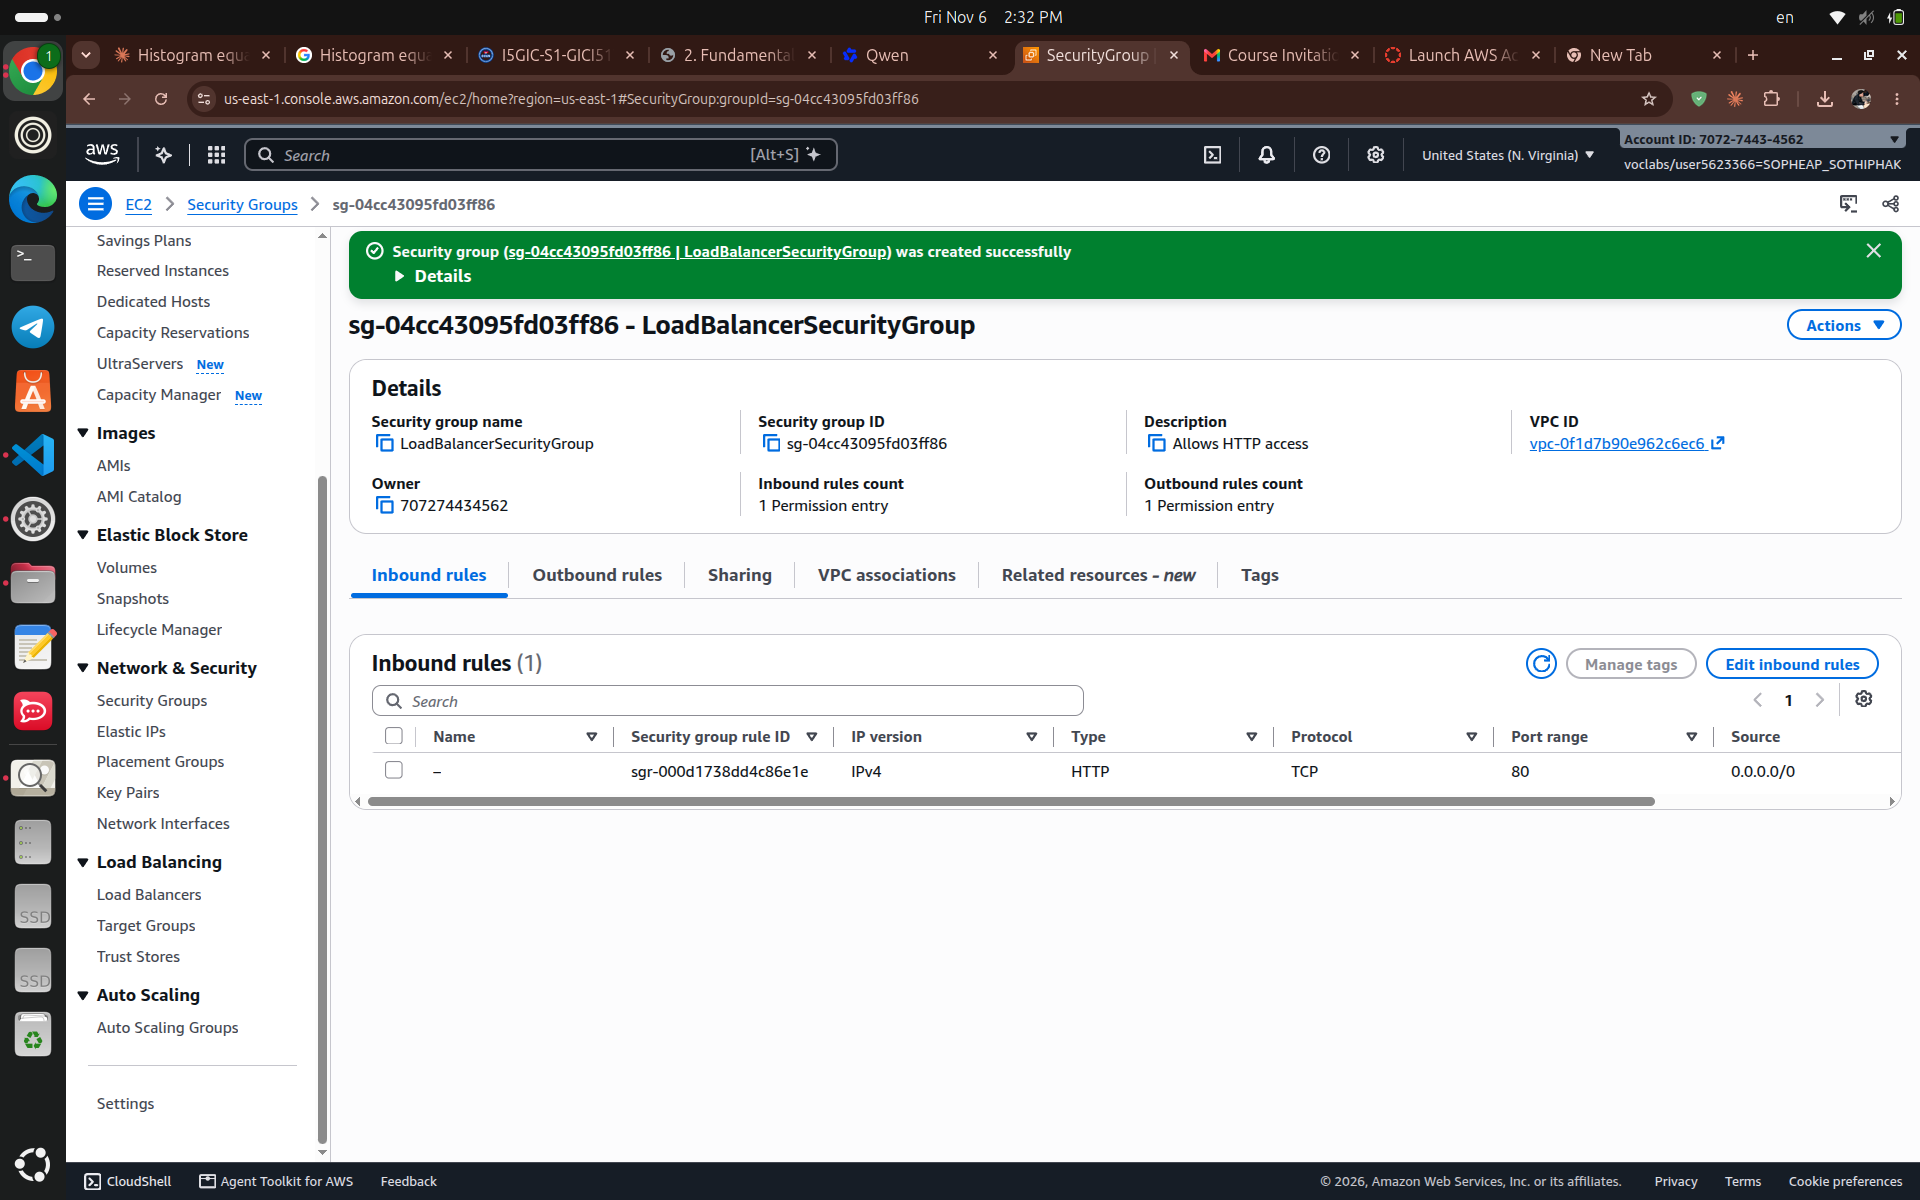 Fri Nov 6 2:32 PM
en
1
Histogram equa
Histogram equa
I5GIC-S1-GICI51
2. Fundamental
Qwen
SecurityGroup
Course Invitatio
Launch AWS Ac
New Tab
us-east-1.console.aws.amazon.com/ec2/home?region=us-east-1#SecurityGroup:groupId=sg-04cc43095fd03ff86
aws
Search
[Alt+S]
United States (N. Virginia)
Account ID: 7072-7443-4562
voclabs/user5623366=SOPHEAP_SOTHIPHAK
EC2
Security Groups
sg-04cc43095fd03ff86
Savings Plans
Reserved Instances
Dedicated Hosts
Capacity Reservations
UltraServers New
Capacity Manager New
Images
AMIs
AMI Catalog
Elastic Block Store
Volumes
Snapshots
Lifecycle Manager
Network & Security
Security Groups
Elastic IPs
Placement Groups
Key Pairs
Network Interfaces
Load Balancing
Load Balancers
Target Groups
Trust Stores
Auto Scaling
Auto Scaling Groups
Settings
Security group (sg-04cc43095fd03ff86 | LoadBalancerSecurityGroup) was created successfully
Details
sg-04cc43095fd03ff86 - LoadBalancerSecurityGroup
Actions
Details
Security group name
LoadBalancerSecurityGroup
Security group ID
sg-04cc43095fd03ff86
Description
Allows HTTP access
VPC ID
vpc-0f1d7b90e962c6ec6
Owner
707274434562
Inbound rules count
1 Permission entry
Outbound rules count
1 Permission entry
Inbound rules
Outbound rules
Sharing
VPC associations
Related resources - new
Tags
Inbound rules (1)
Manage tags
Edit inbound rules
Search
1
Name Security group rule ID IP version Type Protocol Port range Source
– sgr-000d1738dd4c86e1e IPv4 HTTP TCP 80 0.0.0.0/0
SSD
SSD
CloudShell
Agent Toolkit for AWS
Feedback
© 2026, Amazon Web Services, Inc. or its affiliates.
Privacy
Terms
Cookie preferences